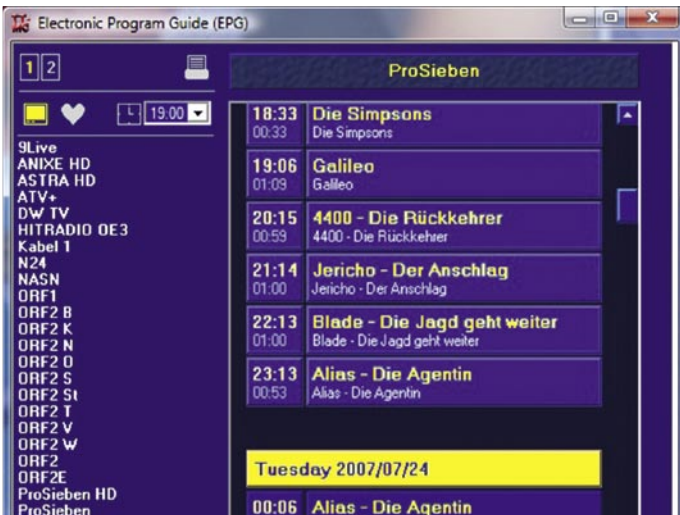 Electronic Program Guide (EPG)
1 2
ProSieben
19:00
9Live
ANIXE HD
ASTRA HD
ATV+
DW TV
HITRADIO OE3
Kabel 1
N24
NASN
ORF1
ORF2 B
ORF2 K
ORF2 N
ORF2 O
ORF2 S
ORF2 St
ORF2 T
ORF2 V
ORF2 W
ORF2
ORF2E
ProSieben HD
ProSieben
18:33 Die Simpsons
00:33 Die Simpsons
19:06 Galileo
01:09 Galileo
20:15 4400 - Die Rückkehrer
00:59 4400 - Die Rückkehrer
21:14 Jericho - Der Anschlag
01:00 Jericho - Der Anschlag
22:13 Blade - Die Jagd geht weiter
01:00 Blade - Die Jagd geht weiter
23:13 Alias - Die Agentin
00:53 Alias - Die Agentin
Tuesday 2007/07/24
00:06 Alias - Die Agentin